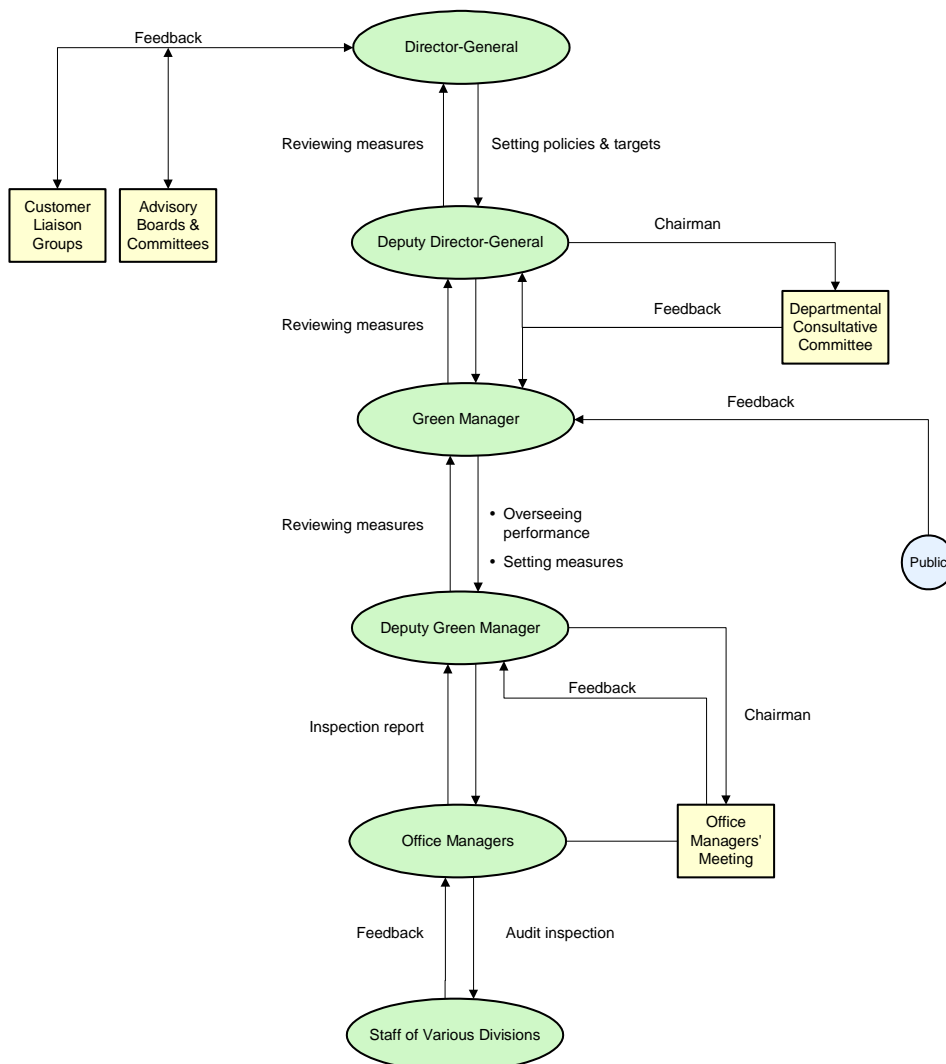 Feedback
Director-General
Reviewing measures
Setting policies & targets
Customer
Liaison
Groups
Advisory
Boards &
Committees
Chairman
Deputy Director-General
Departmental
Consultative
Committee
Feedback
Reviewing measures
Feedback
Green Manager
• Overseeing
performance
Reviewing measures
• Setting measures
Public
Deputy Green Manager
Feedback
Chairman
Inspection report
Office
Managers'
Meeting
Office Managers
Feedback
Audit inspection
Staff of Various Divisions